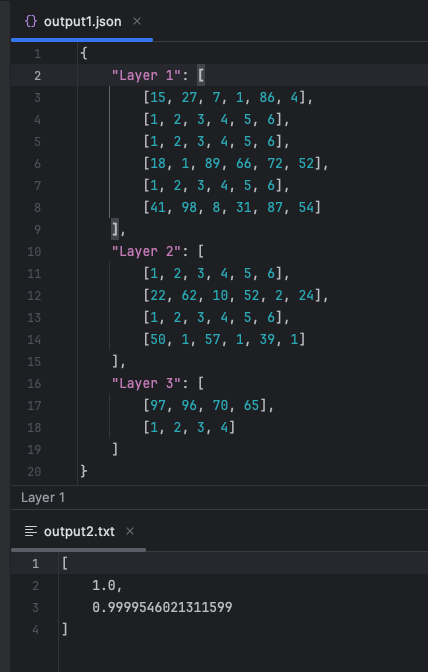 {} output1.json ×
1 {
2     "Layer 1": [
3         [15, 27, 7, 1, 86, 4],
4         [1, 2, 3, 4, 5, 6],
5         [1, 2, 3, 4, 5, 6],
6         [18, 1, 89, 66, 72, 52],
7         [1, 2, 3, 4, 5, 6],
8         [41, 98, 8, 31, 87, 54]
9     ],
10     "Layer 2": [
11         [1, 2, 3, 4, 5, 6],
12         [22, 62, 10, 52, 2, 24],
13         [1, 2, 3, 4, 5, 6],
14         [50, 1, 57, 1, 39, 1]
15     ],
16     "Layer 3": [
17         [97, 96, 70, 65],
18         [1, 2, 3, 4]
19     ]
20 }
Layer 1
output2.txt ×
1 [
2     1.0,
3     0.9999546021311599
4 ]